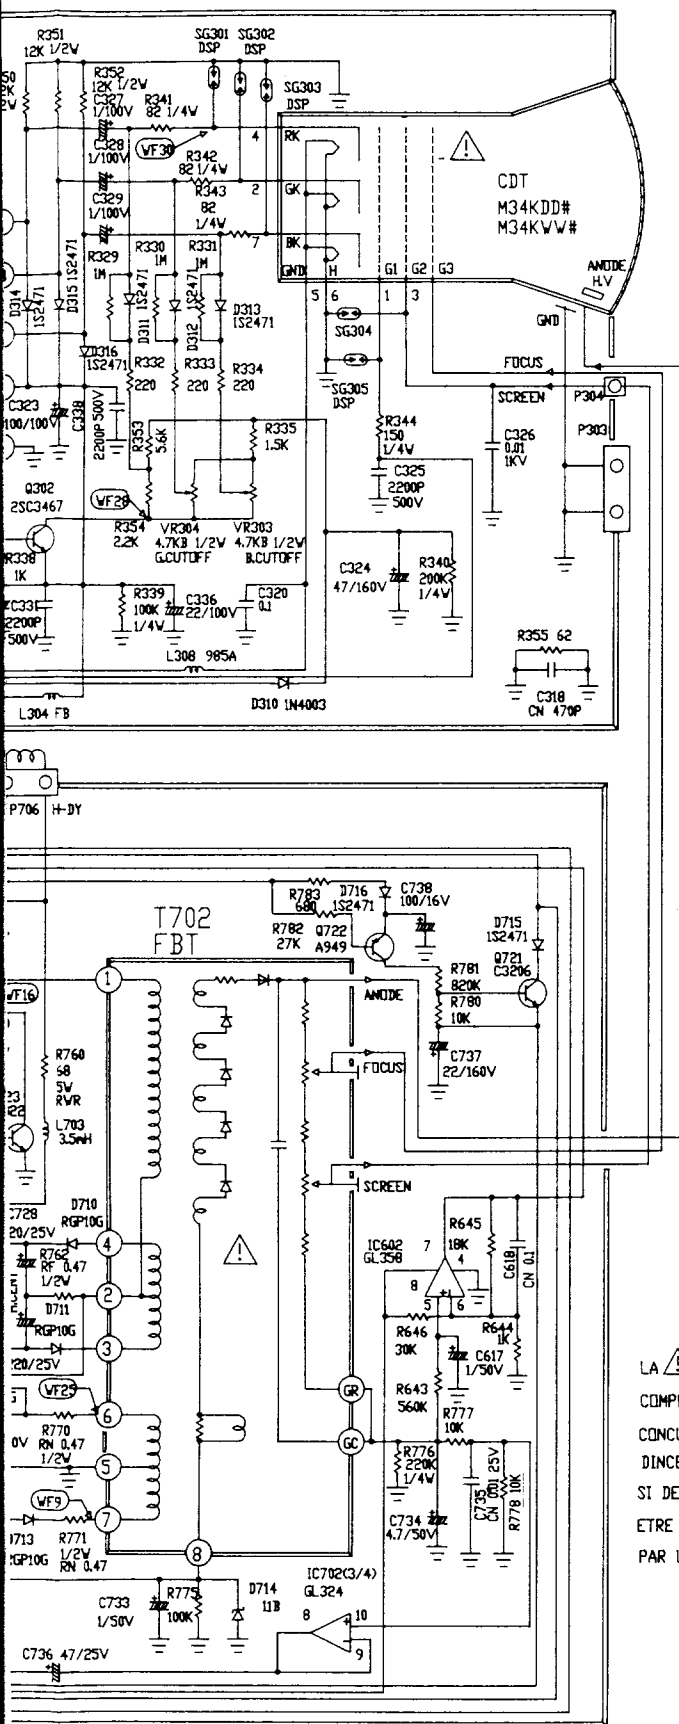 R351
12K 1/2W
SG301 SG302
DSP DSP
R352
12K 1/2W
C327
1/100V
R341
82 1/4W
SG303
DSP
WF30
4
RK
C328
1/100V
R342
82 1/4W
2
GK
C329
1/100V
R343
82
1/4W
7
BK
CDT
M34KDD#
M34KWW#
ANODE
H.V
R329
1M
R330
1M
R331
1M
GND H G1 G2 G3
5 6 1 3
GND
D314
1S2471
D315 1S2471
D311 1S2471
D312 1S2471
D313
1S2471
SG304
D316
1S2471
FOCUS
SCREEN
P304
R332
220
R333
220
R334
220
SG305
DSP
C323
100/100V
C338
2200P 500V
R353
5.6K
R335
1.5K
R344
150
1/4W
C326
0.01
1KV
P303
C325
2200P
500V
Q302
2SC3467
WF28
R354
2.2K
VR304
4.7KB 1/2W
G.CUTOFF
VR303
4.7KB 1/2W
B.CUTOFF
R338
1K
C331
2200P
500V
R339
100K
1/4W
C336
22/100V
C320
0.1
C324
47/160V
R340
200K
1/4W
L308 985A
R355 62
C318
CN 470P
L304 FB
D310 1N4003
P706 H-DY
T702
FBT
R783
680
D716
1S2471
C738
100/16V
R782
27K
Q722
A949
D715
1S2471
Q721
C3206
1
WF16
ANODE
R781
820K
R780
10K
C737
22/160V
R760
68
5W
RWR
FOCUS
L703
3.5mH
SCREEN
D710
RGP10G
C728
4
R762
RF 0.47
1/2W
2
D711
RGP10G
3
IC602
GL358
7
4
8
5 6
R645
18K
C618
CN 0.1
R646
30K
R644
1K
C617
1/50V
WF25
6
GR
R643
560K
R777
10K
R770
RN 0.47
1/2W
5
GC
WF9
7
R776
220K
1/4W
C735
CN 0.01 25V
R778 10K
R771
1/2W
RN 0.47
C734
4.7/50V
8
C733
1/50V
R775
100K
D714
11B
IC702(3/4)
GL324
8
10
9
C736 47/25V
LA